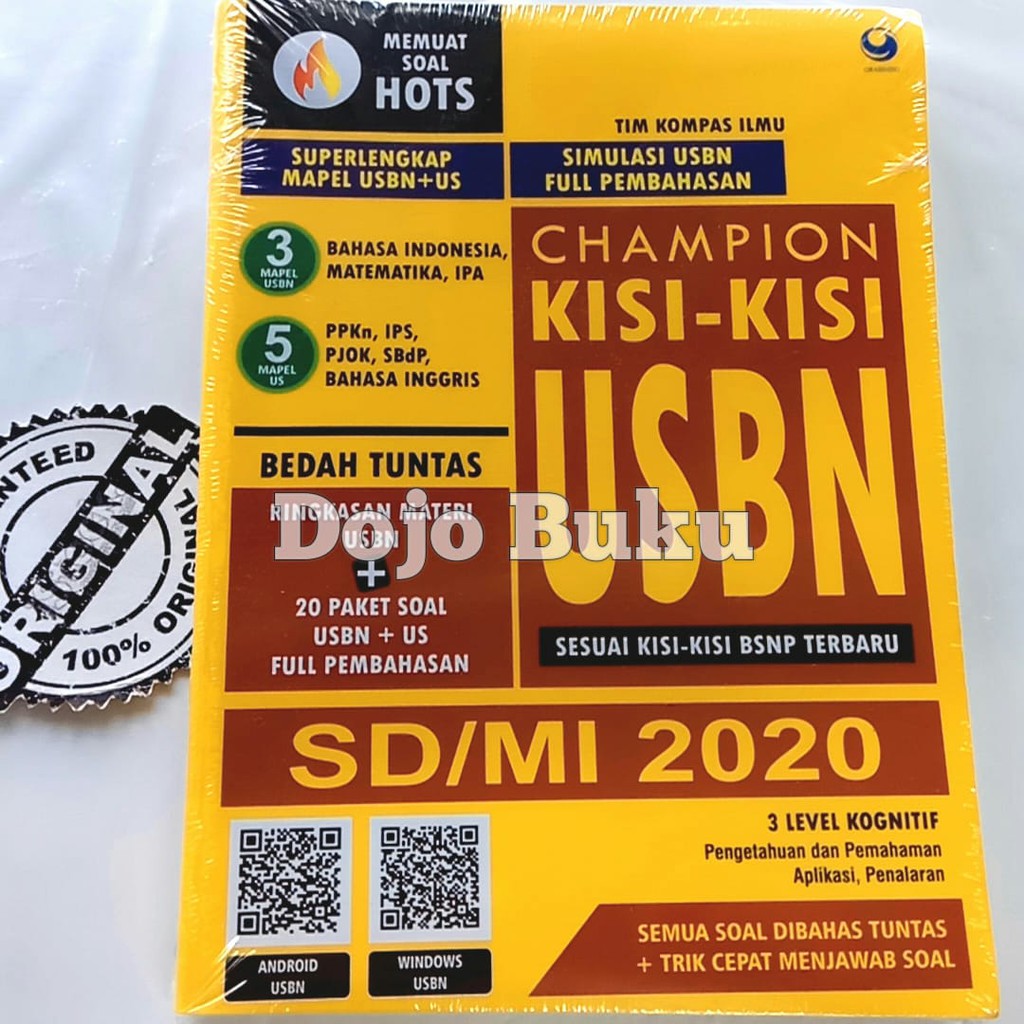 MEMUAT
SOAL
HOTS
TIM KOMPAS ILMU
SUPERLENGKAP
MAPEL USBN+US
SIMULASI USBN
FULL PEMBAHASAN
3
MAPEL
USBN
BAHASA INDONESIA,
MATEMATIKA, IPA
5
MAPEL
US
PPKn, IPS,
PJOK, SBdP,
BAHASA INGGRIS
CHAMPION
KISI-KISI
USBN
SESUAI KISI-KISI BSNP TERBARU
BEDAH TUNTAS
RINGKASAN MATERI
USBN
+
20 PAKET SOAL
USBN + US
FULL PEMBAHASAN
Dojo Buku
SD/MI 2020
ANDROID
USBN
WINDOWS
USBN
3 LEVEL KOGNITIF
Pengetahuan dan Pemahaman
Aplikasi, Penalaran
SEMUA SOAL DIBAHAS TUNTAS
+ TRIK CEPAT MENJAWAB SOAL
ORIGINAL
100% ORIGINAL